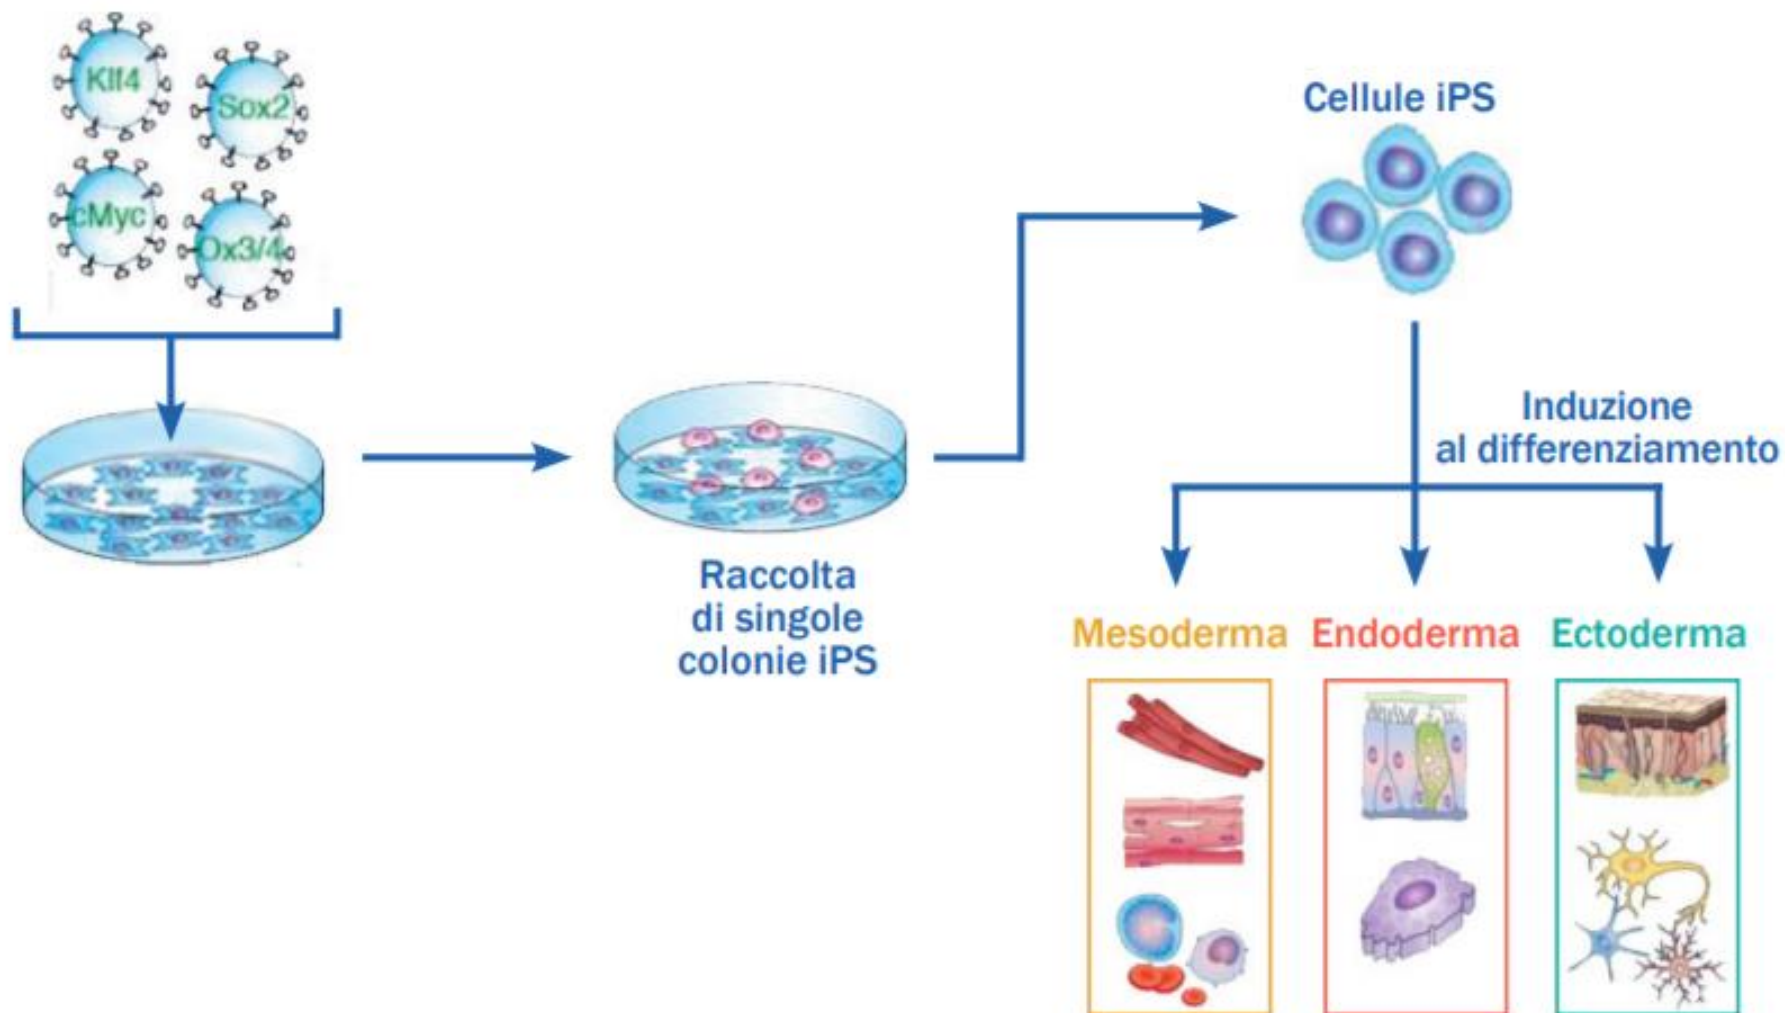 Klf4
Sox2
cMyc
Ox3/4
Raccolta
di singole
colonie iPS
Cellule iPS
Induzione
al differenziamento
Mesoderma
Endoderma
Ectoderma